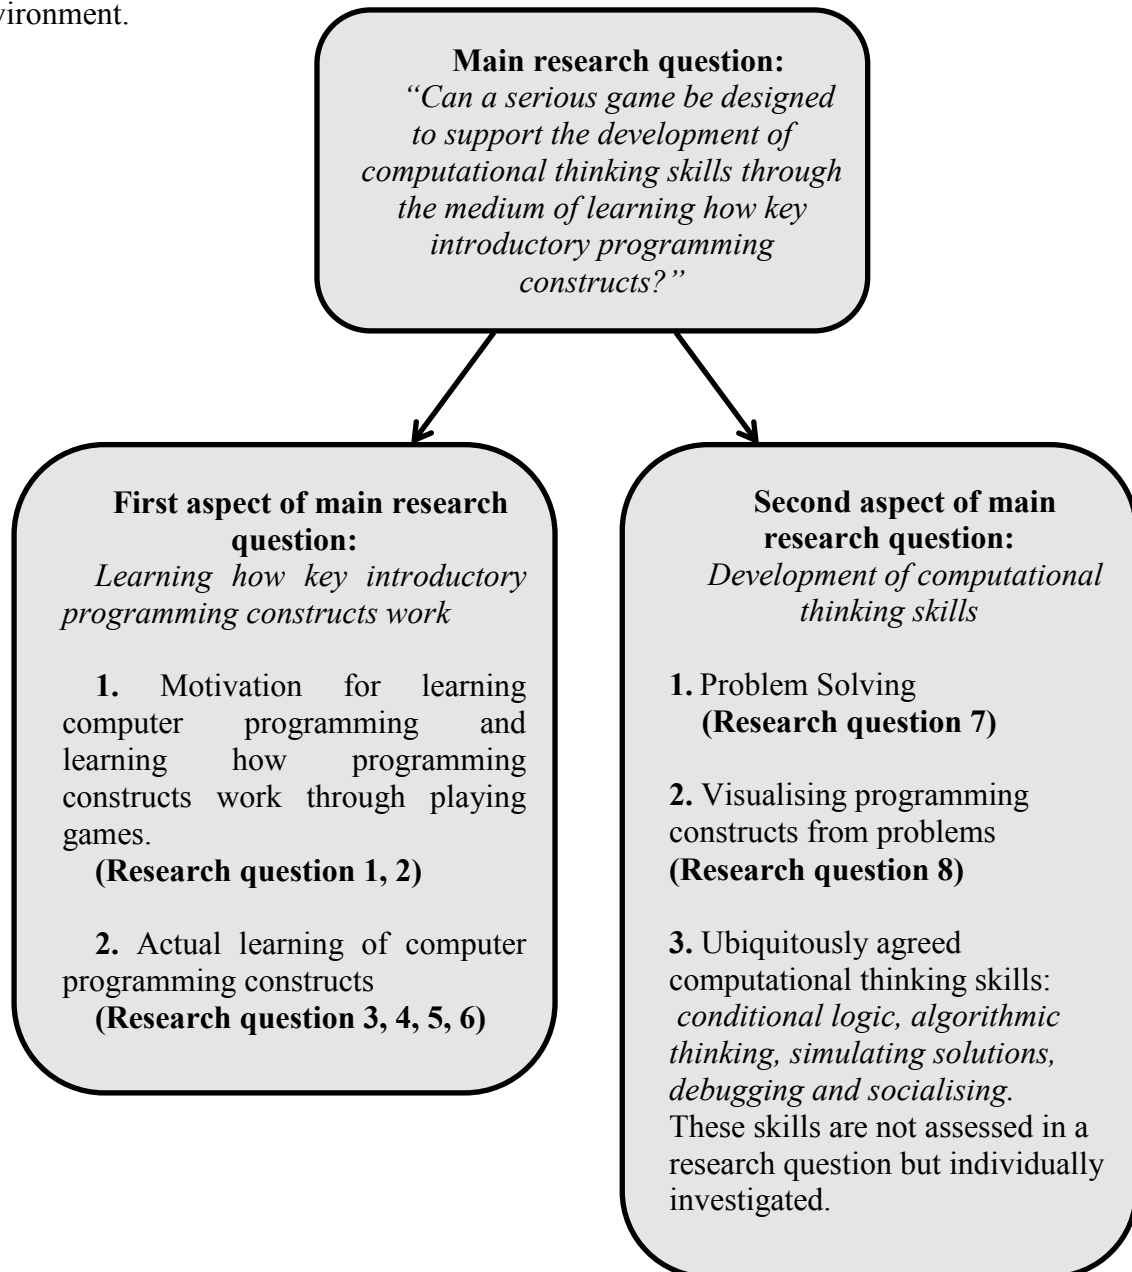 vironment.
Main research question:
“Can a serious game be designed
to support the development of
computational thinking skills through
the medium of learning how key
introductory programming
constructs?”
First aspect of main research
question:
Learning how key introductory
programming constructs work
1. Motivation for learning
computer programming and
learning how programming
constructs work through playing
games.
(Research question 1, 2)
2. Actual learning of computer
programming constructs
(Research question 3, 4, 5, 6)
Second aspect of main
research question:
Development of computational
thinking skills
1. Problem Solving
(Research question 7)
2. Visualising programming
constructs from problems
(Research question 8)
3. Ubiquitously agreed
computational thinking skills:
conditional logic, algorithmic
thinking, simulating solutions,
debugging and socialising.
These skills are not assessed in a
research question but individually
investigated.